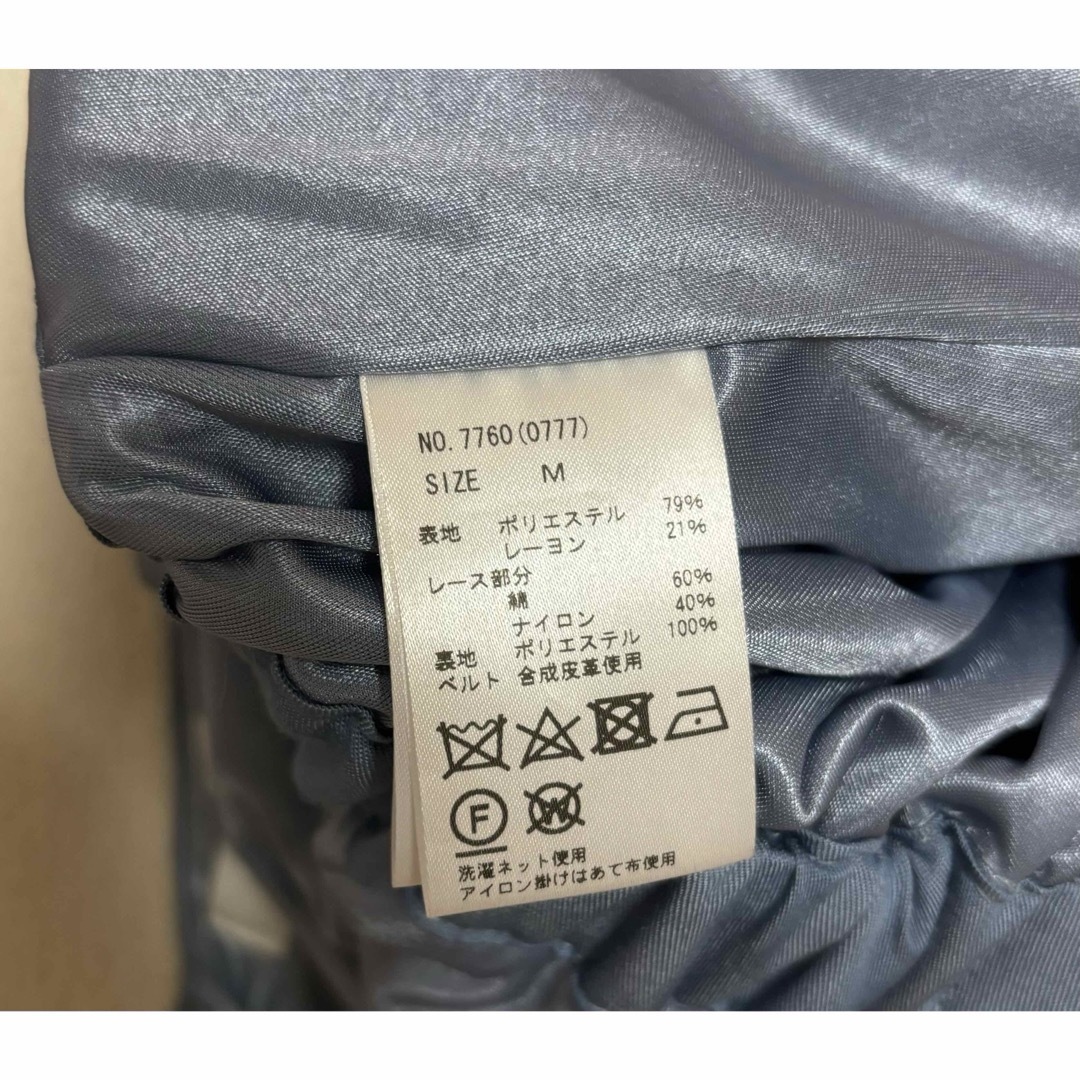 NO.7760(0777)
SIZE M
表地 ポリエステル 79%
レーヨン 21%
レース部分
綿 60%
ナイロン 40%
裏地 ポリエステル 100%
ベルト 合成皮革使用
F W
洗濯ネット使用
アイロン掛けはあて布使用